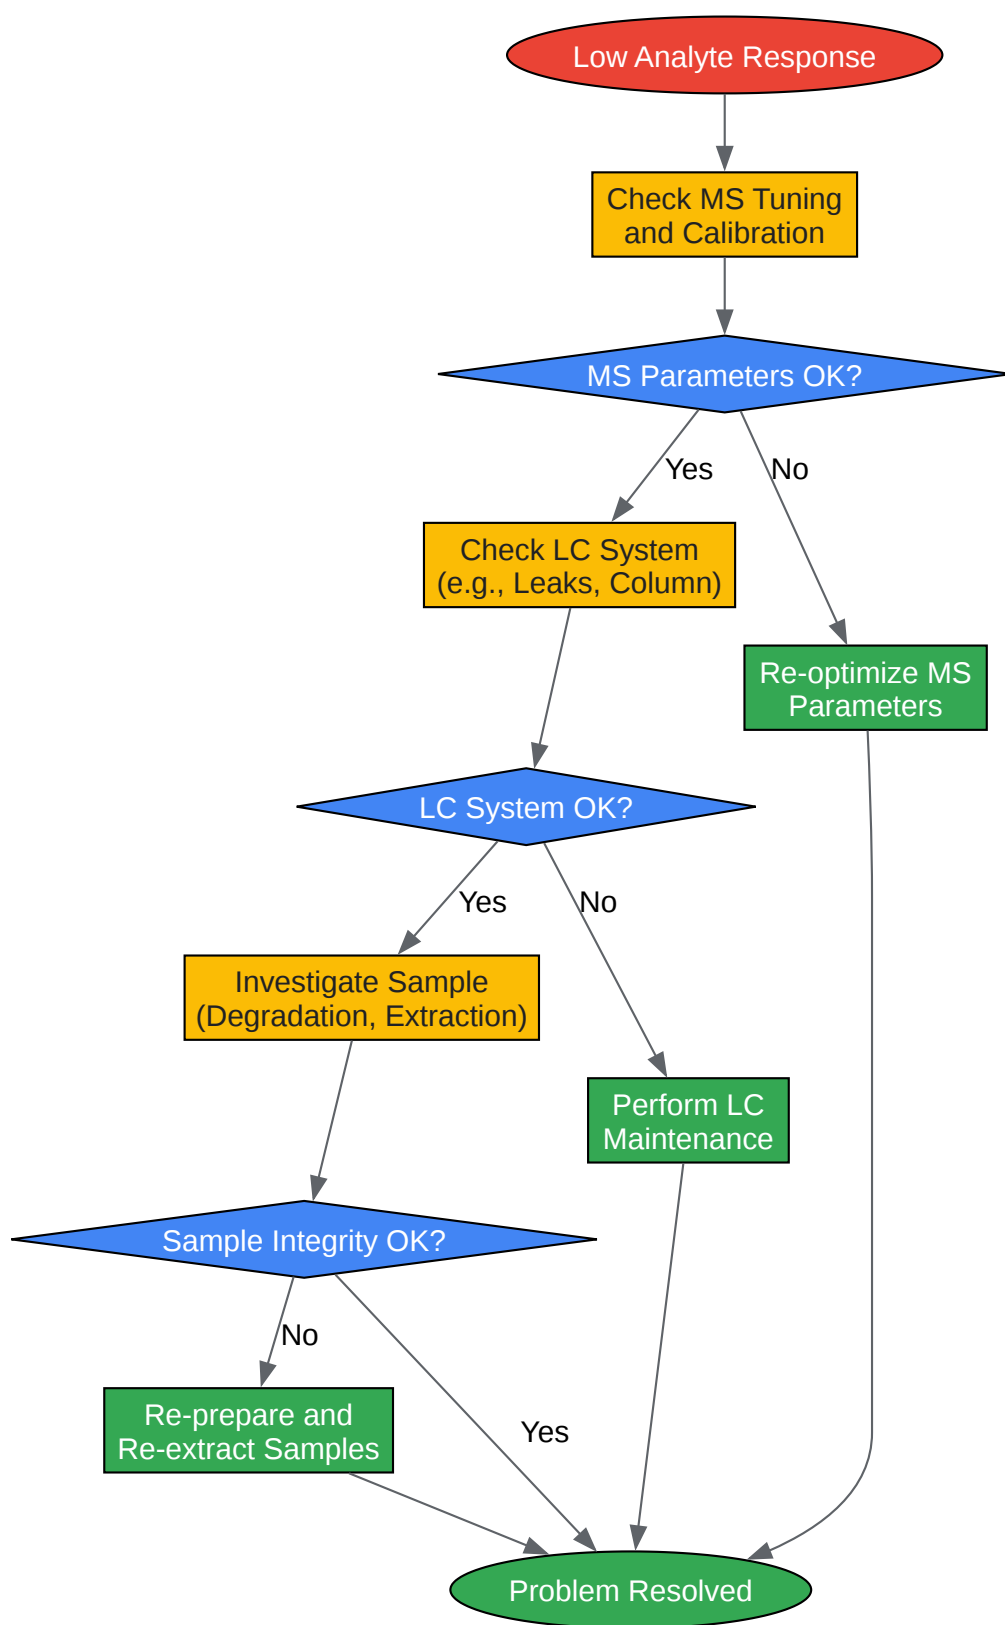 Low Analyte Response
Check MS Tuning
and Calibration
MS Parameters OK?
Yes
No
Check LC System
(e.g., Leaks, Column)
Re-optimize MS
Parameters
LC System OK?
Yes
No
Investigate Sample
(Degradation, Extraction)
Perform LC
Maintenance
Sample Integrity OK?
No
Yes
Re-prepare and
Re-extract Samples
Problem Resolved